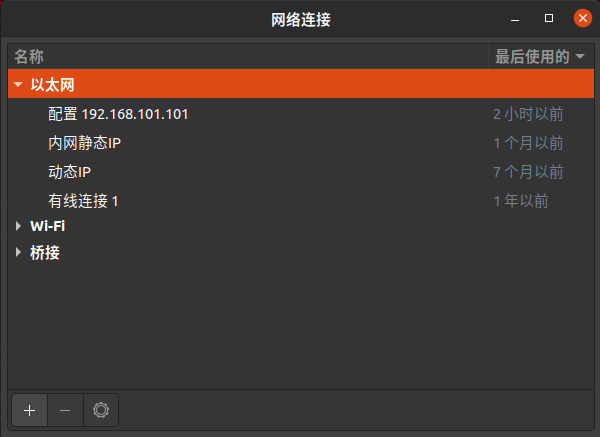 网络连接
名称 最后使用的
以太网
配置 192.168.101.101 2 小时以前
内网静态IP 1 个月以前
动态IP 7 个月以前
有线连接 1 1 年以前
Wi-Fi
桥接